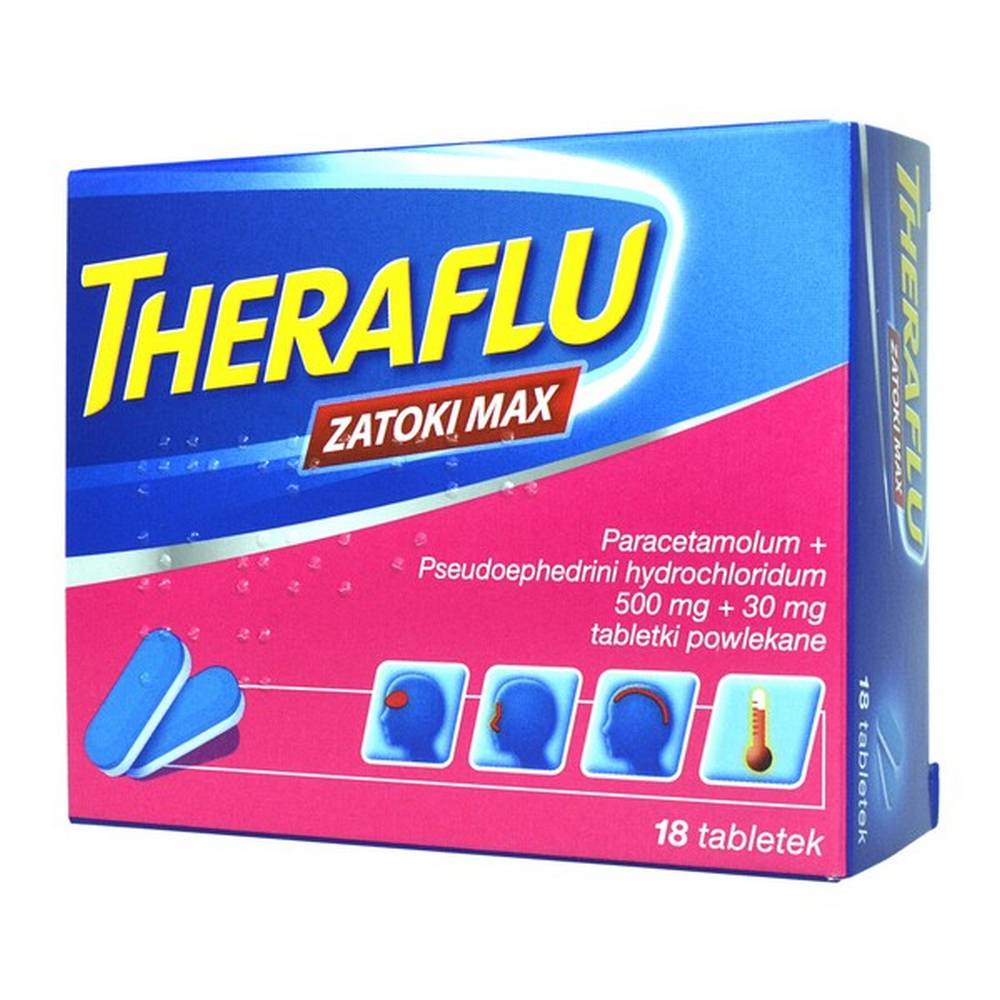 THERAFLU
ZATOKI MAX
Paracetamolum +
Pseudoephedrini hydrochloridum
500 mg + 30 mg
tabletki powlekane
18 tabletek
THERAFLU
ZATOKI MAX
18 tabletek